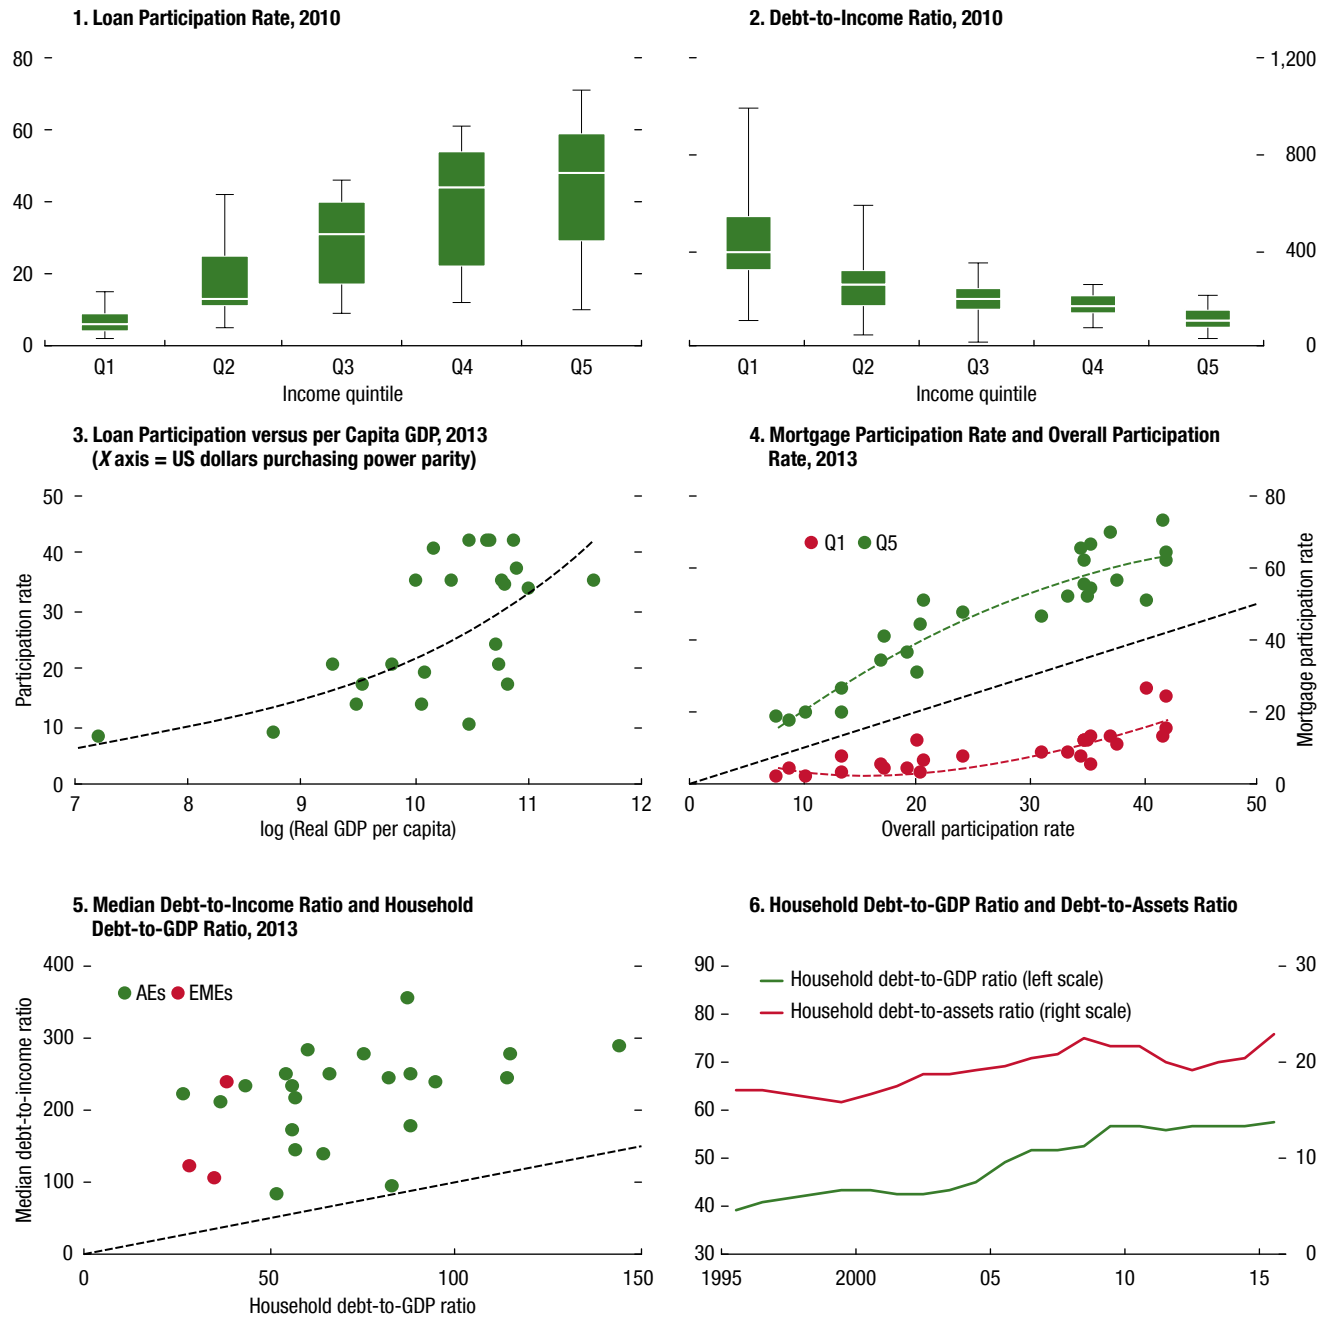 1. Loan Participation Rate, 2010
80
60
40
20
0
Q1 Q2 Q3 Q4 Q5
Income quintile
2. Debt-to-Income Ratio, 2010
1,200
800
400
0
Q1 Q2 Q3 Q4 Q5
Income quintile
3. Loan Participation versus per Capita GDP, 2013
(X axis = US dollars purchasing power parity)
Participation rate
50
40
30
20
10
0
7 8 9 10 11 12
log (Real GDP per capita)
4. Mortgage Participation Rate and Overall Participation
Rate, 2013
Q1 Q5
80
60
40
20
0
Mortgage participation rate
0 10 20 30 40 50
Overall participation rate
5. Median Debt-to-Income Ratio and Household
Debt-to-GDP Ratio, 2013
AEs EMEs
Median debt-to-income ratio
400
300
200
100
0
0 50 100 150
Household debt-to-GDP ratio
6. Household Debt-to-GDP Ratio and Debt-to-Assets Ratio
Household debt-to-GDP ratio (left scale)
Household debt-to-assets ratio (right scale)
90
80
70
60
50
40
30
30
20
10
0
1995 2000 05 10 15